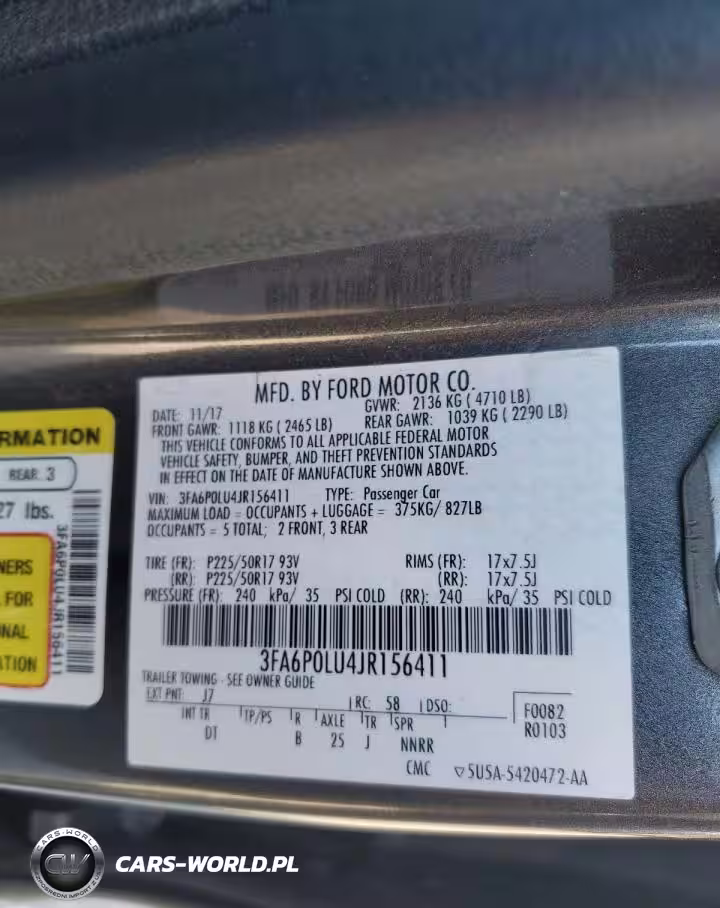 MFD. BY FORD MOTOR CO.
DATE: 11/17 GVWR: 2136 KG ( 4710 LB)
FRONT GAWR: 1118 KG ( 2465 LB) REAR GAWR: 1039 KG ( 2290 LB)
THIS VEHICLE CONFORMS TO ALL APPLICABLE FEDERAL MOTOR
VEHICLE SAFETY, BUMPER, AND THEFT PREVENTION STANDARDS
IN EFFECT ON THE DATE OF MANUFACTURE SHOWN ABOVE.
VIN: 3FA6P0LU4JR156411 TYPE: Passenger Car
MAXIMUM LOAD = OCCUPANTS + LUGGAGE = 375KG/ 827LB
OCCUPANTS = 5 TOTAL; 2 FRONT, 3 REAR
TIRE (FR): P225/50R17 93V RIMS (FR): 17x7.5J
(RR): P225/50R17 93V (RR): 17x7.5J
PRESSURE (FR): 240 kPa/ 35 PSI COLD (RR): 240 kPa/ 35 PSI COLD
3FA6P0LU4JR156411
TRAILER TOWING - SEE OWNER GUIDE
EXT PNT: J7 RC: 58 DSO:
INT TR TP/PS R AXLE TR SPR
DT B 25 J NNRR
F0082
R0103
CMC ▽5U5A-5420472-AA
RMATION
REAR 3
27 lbs.
NERS
FOR
NAL
ATION
3FA6P0LU4JR156411
CARS-WORLD
CW
CARS-WORLD.PL